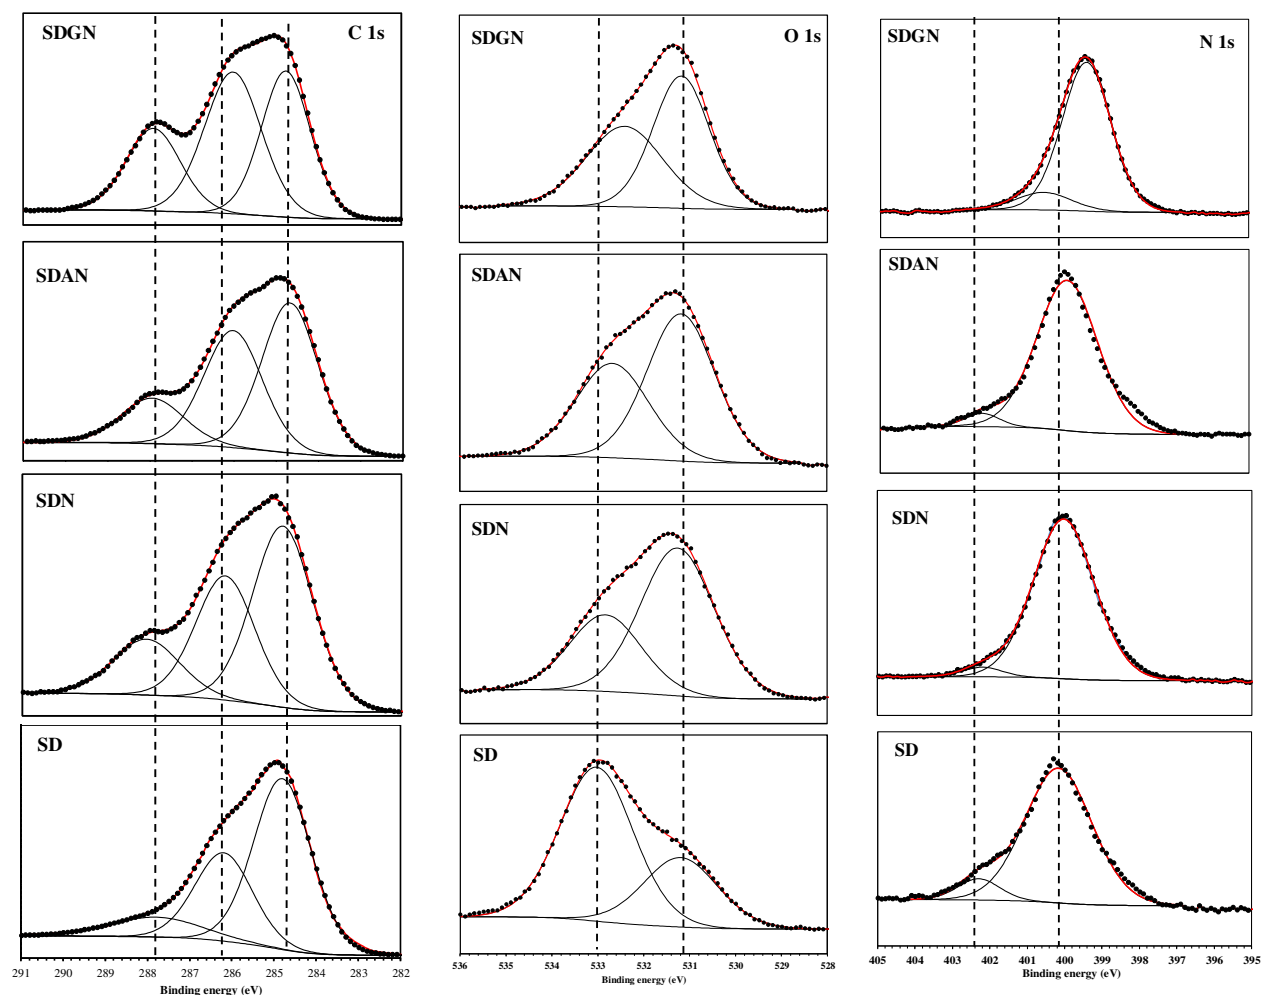 SDGN
C 1s
SDAN
SDN
SD
291 290 289 288 287 286 285 284 283 282
Binding energy (eV)
SDGN
O 1s
SDAN
SDN
SD
536 535 534 533 532 531 530 529 528
Binding energy (eV)
SDGN
N 1s
SDAN
SDN
SD
405 404 403 402 401 400 399 398 397 396 395
Binding energy (eV)